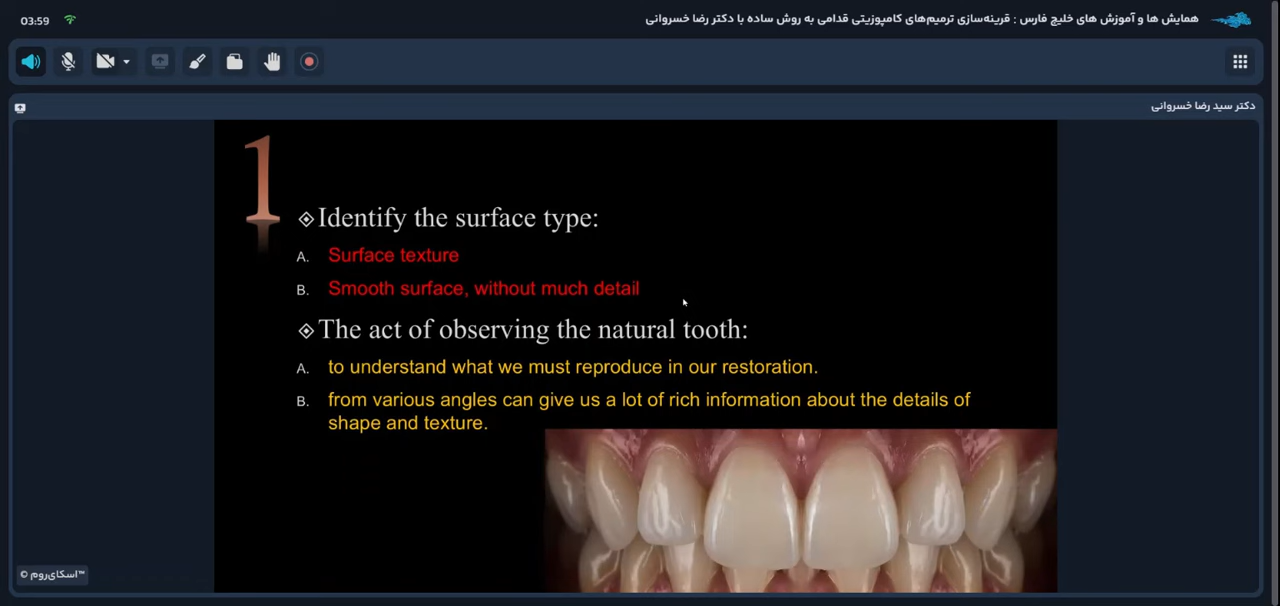 03:59
همایش ها و آموزش های خلیج فارس : قرینه‌سازی ترمیم‌های کامپوزیتی قدامی به روش ساده با دکتر رضا خسروانی
دکتر سید رضا خسروانی
1
Identify the surface type:
A. Surface texture
B. Smooth surface, without much detail
The act of observing the natural tooth:
A. to understand what we must reproduce in our restoration.
B. from various angles can give us a lot of rich information about the details of
shape and texture.
© اسکای‌روم™